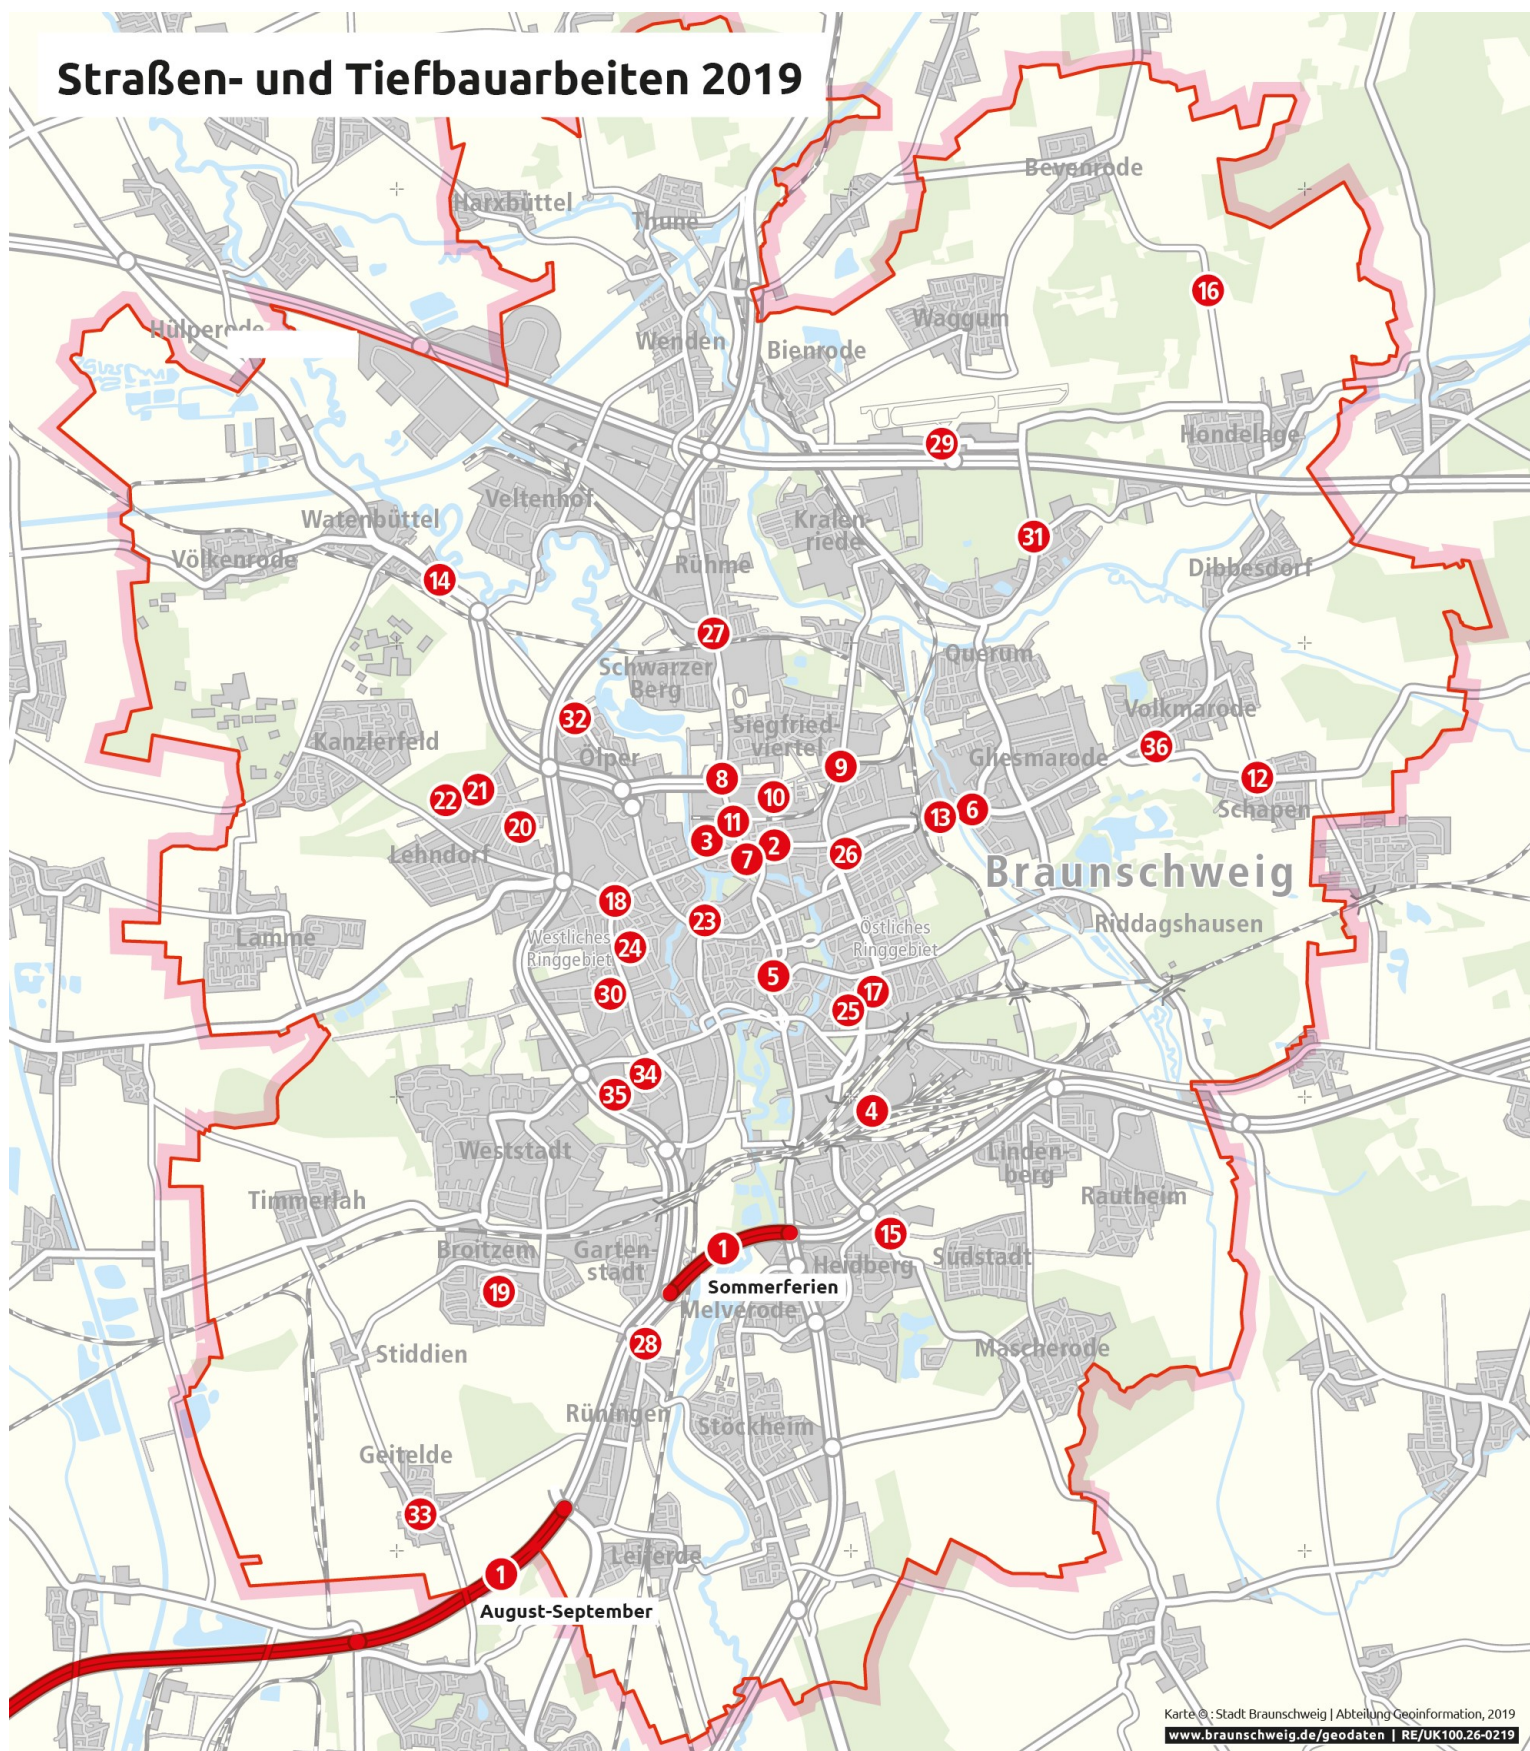 Straßen- und Tiefbauarbeiten 2019
Bevenrode
Harxbüttel
Thune
16
Waggum
Hülperode
Wenden
Bienrode
29
Hondelage
Veltenhof
Watenbüttel
Kralen-
riede
31
Völkenrode
14
Rühme
Dibbesdorf
27
Schwarzer
Berg
Querum
32
Siegfried-
viertel
Volkmarode
Kanzlerfeld
36
Ölper
Gliesmarode
9
8
12
21
22
10
Schapen
20
11
13
6
3
2
7
26
Lehndorf
Braunschweig
18
23
Riddagshausen
Westliches
Ringgebiet
24
Östliches
Ringgebiet
Lamme
5
30
17
25
34
35
4
Weststadt
Linden-
berg
Timmerlah
Rautheim
15
1
Broitzem
Garten-
stadt
Heidberg
Südstadt
Sommerferien
19
Melverode
28
Stiddien
Mascherode
Rüningen
Stöckheim
Geitelde
33
Leiferde
1
August-September
Karte © : Stadt Braunschweig | Abteilung Geoinformation, 2019
www.braunschweig.de/geodaten | RE/UK100.26-0219